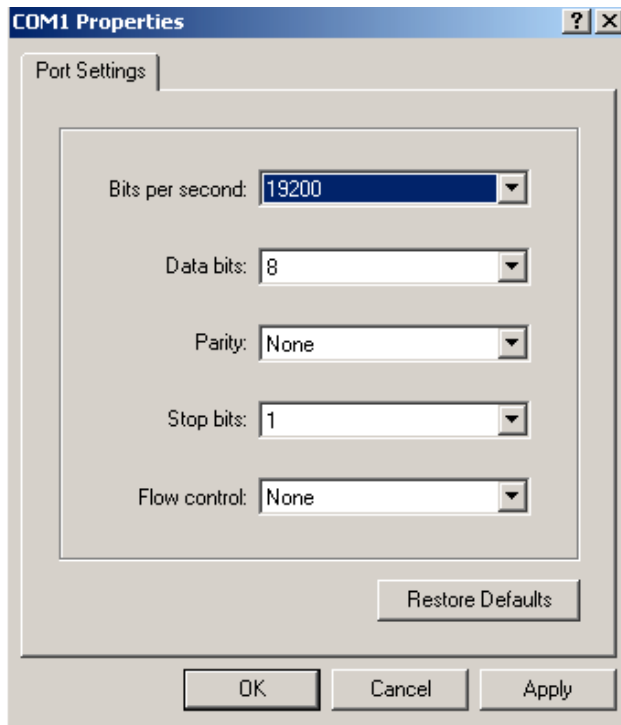 COM1 Properties
Port Settings
Bits per second: 19200
Data bits: 8
Parity: None
Stop bits: 1
Flow control: None
Restore Defaults
OK Cancel Apply